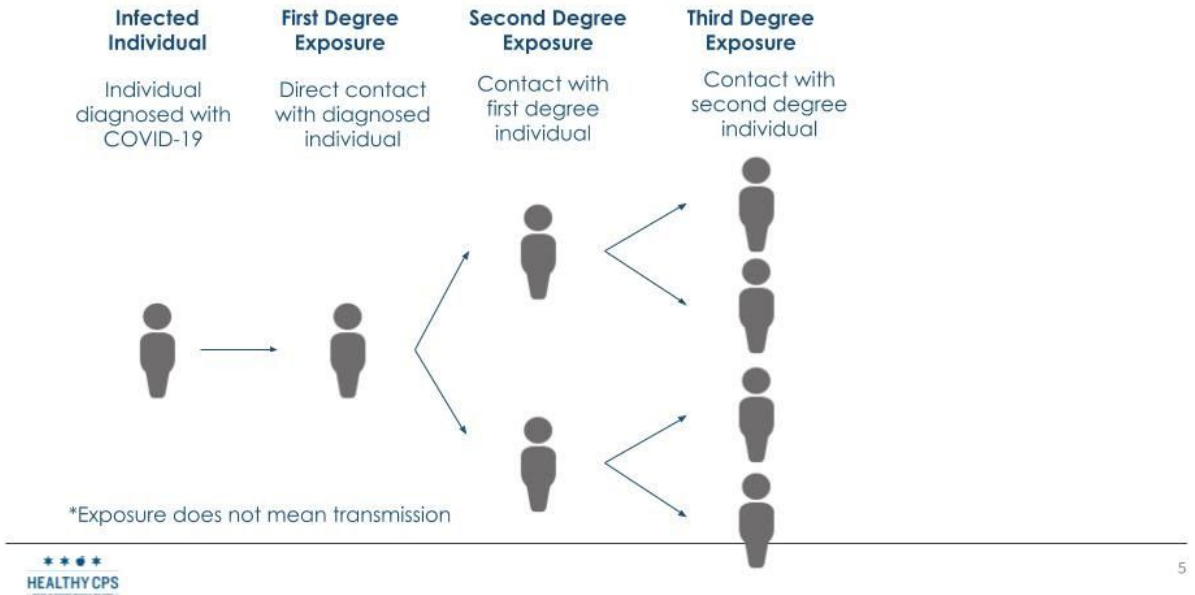 Infected
Individual
Individual
diagnosed with
COVID-19
First Degree
Exposure
Direct contact
with diagnosed
individual
Second Degree
Exposure
Contact with
first degree
individual
Third Degree
Exposure
Contact with
second degree
individual
*Exposure does not mean transmission
HEALTHY CPS
5